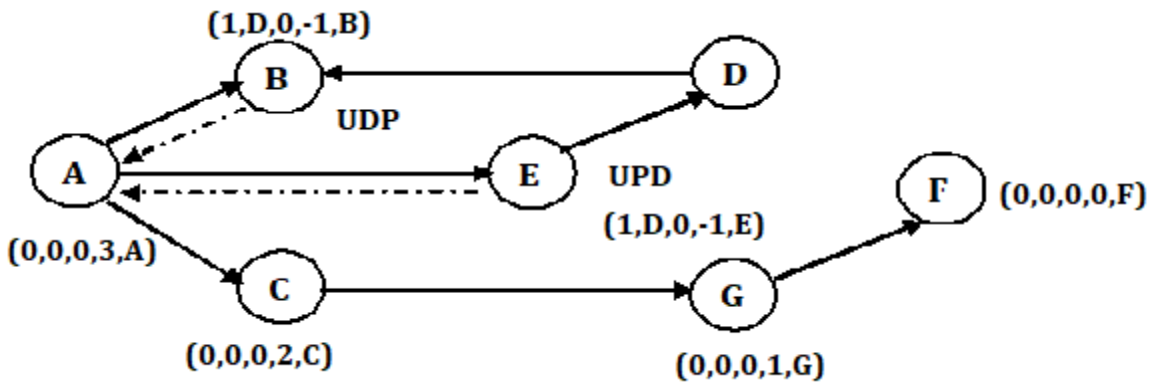 (1,D,0,-1,B)
B
D
UDP
A
E
UPD
F
(0,0,0,0,F)
(1,D,0,-1,E)
(0,0,0,3,A)
C
G
(0,0,0,2,C)
(0,0,0,1,G)